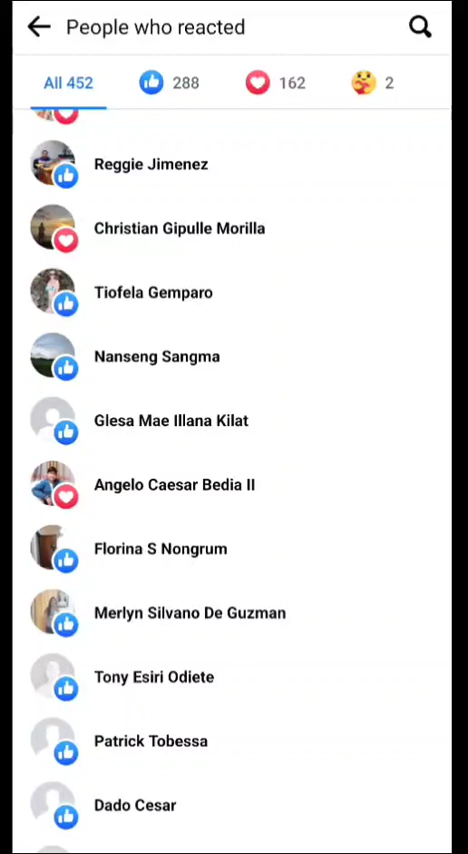 People who reacted
All 452 288 162 2
Reggie Jimenez
Christian Gipulle Morilla
Tiofela Gemparo
Nanseng Sangma
Glesa Mae Illana Kilat
Angelo Caesar Bedia II
Florina S Nongrum
Merlyn Silvano De Guzman
Tony Esiri Odiete
Patrick Tobessa
Dado Cesar